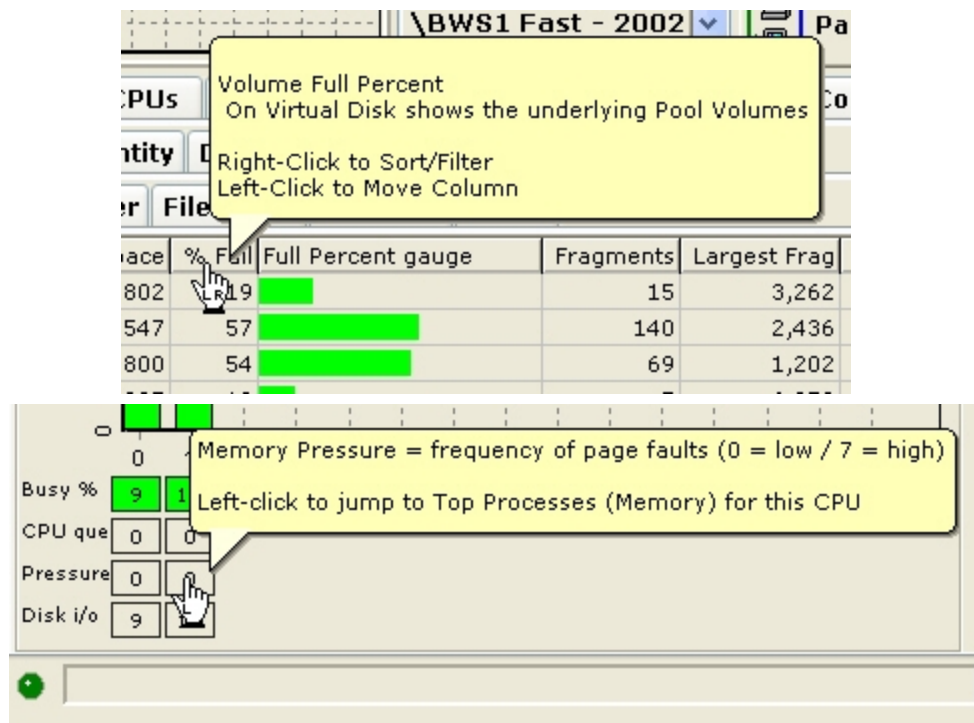 \BWS1 Fast - 2002 Pa
CPUs
Volume Full Percent
On Virtual Disk shows the underlying Pool Volumes
Right-Click to Sort/Filter
Left-Click to Move Column
File
% Full Full Percent gauge Fragments Largest Frag
802 19 15 3,262
547 57 140 2,436
800 54 69 1,202
0
0
Memory Pressure = frequency of page faults (0 = low / 7 = high)
Left-click to jump to Top Processes (Memory) for this CPU
Busy % 9
CPU que 0 0
Pressure 0 0
Disk i/o 9